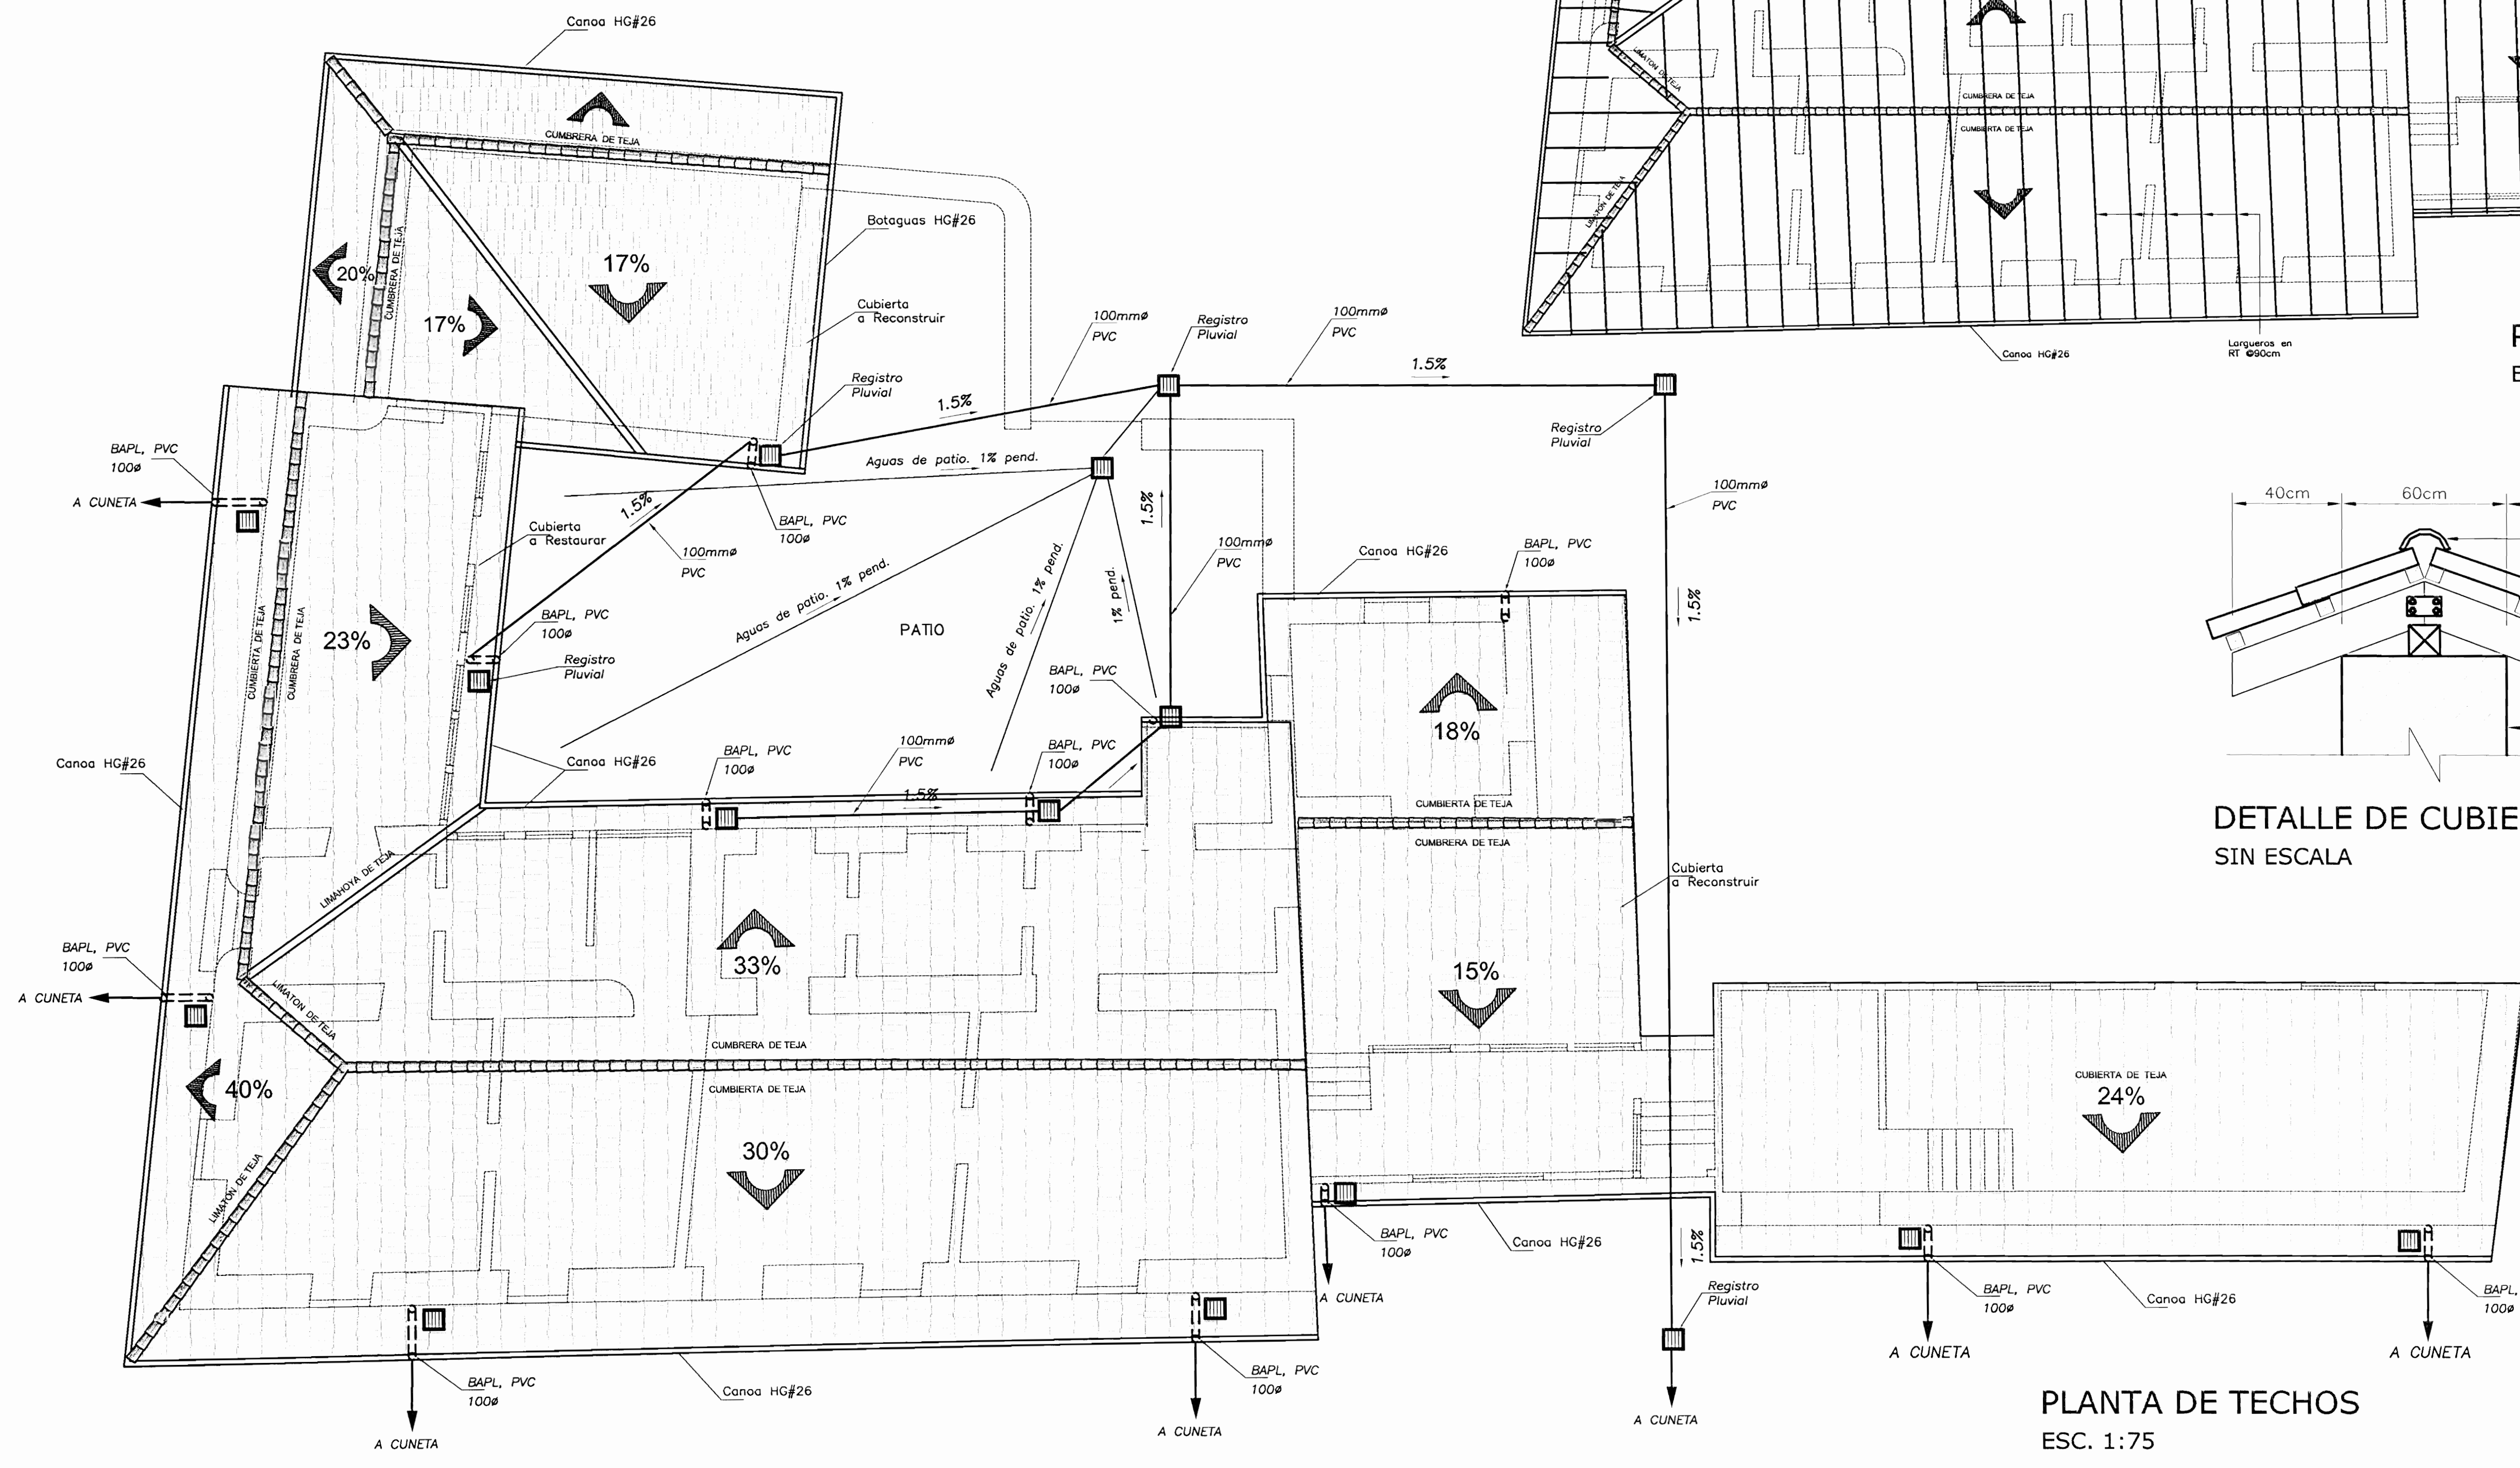 Canoa HG#26
CUMBRERA DE TEJA
20%
CUMBRERA DE TEJA
17%
17%
Botaguas HG#26
Cubierta
a Reconstruir
Registro
Pluvial
100mmø
PVC
Registro
Pluvial
100mmø
PVC
1.5%
1.5%
Registro
Pluvial
LIMATON DE TEJA
CUMBRERA DE TEJA
CUMBIERTA DE TEJA
LIMATON DE TEJA
Canoa HG#26
Largueros en
RT @90cm
BAPL, PVC
100ø
A CUNETA
Cubierta
a Restaurar
1.5%
100mmø
PVC
BAPL, PVC
100ø
Aguas de patio. 1% pend.
Aguas de patio. 1% pend.
Aguas de patio. 1% pend.
1% pend.
1.5%
100mmø
PVC
100mmø
PVC
1.5%
40cm
60cm
Canoa HG#26
BAPL, PVC
100ø
CUMBIERTA DE TEJA
CUMBRERA DE TEJA
23%
BAPL, PVC
100ø
Registro
Pluvial
PATIO
BAPL, PVC
100ø
18%
Canoa HG#26
Canoa HG#26
BAPL, PVC
100ø
100mmø
PVC
1.5%
BAPL, PVC
100ø
CUMBIERTA DE TEJA
CUMBRERA DE TEJA
Cubierta
a Reconstruir
DETALLE DE CUBIE
SIN ESCALA
LIMAHOYA DE TEJA
BAPL, PVC
100ø
A CUNETA
LIMATON DE TEJA
33%
15%
CUMBRERA DE TEJA
CUMBIERTA DE TEJA
40%
30%
LIMATON DE TEJA
CUBIERTA DE TEJA
24%
BAPL, PVC
100ø
A CUNETA
Canoa HG#26
1.5%
Registro
Pluvial
A CUNETA
BAPL, PVC
100ø
A CUNETA
Canoa HG#26
BAPL,
100ø
A CUNETA
BAPL, PVC
100ø
A CUNETA
Canoa HG#26
BAPL, PVC
100ø
A CUNETA
PLANTA DE TECHOS
ESC. 1:75